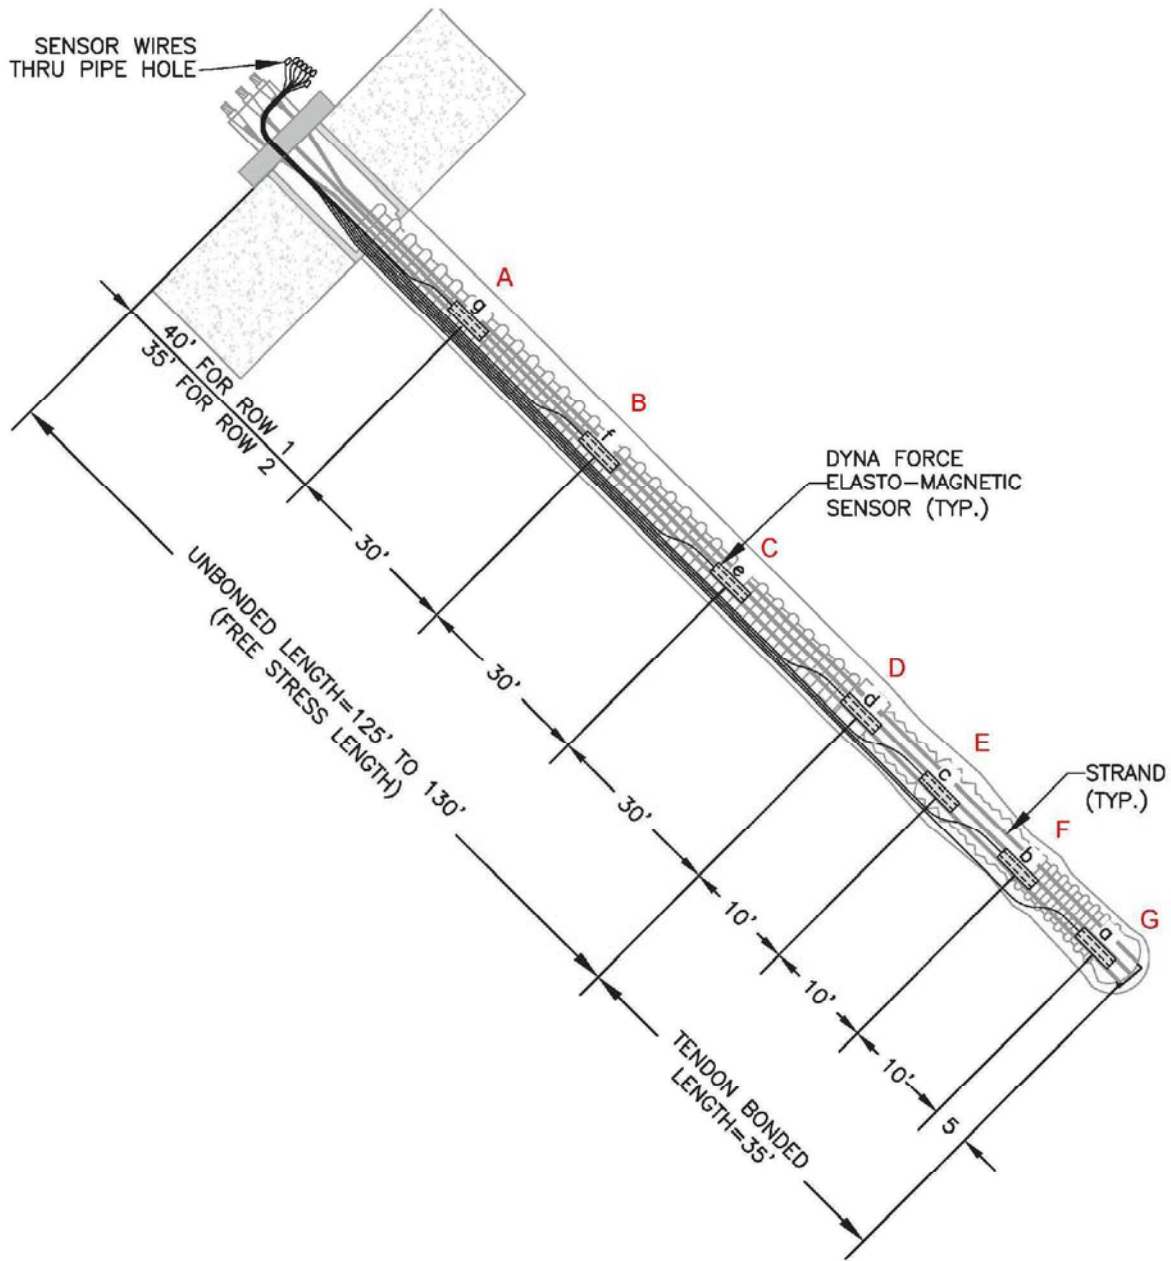 SENSOR WIRES
THRU PIPE HOLE
A
g
B
f
DYNA FORCE
ELASTO-MAGNETIC
SENSOR (TYP.)
C
e
D
d
E
c
STRAND
(TYP.)
F
b
G
a
40' FOR ROW 1
35' FOR ROW 2
30'
30'
30'
10'
10'
10'
5
UNBONDED LENGTH=125' TO 130'
(FREE STRESS LENGTH)
TENDON BONDED
LENGTH=35'